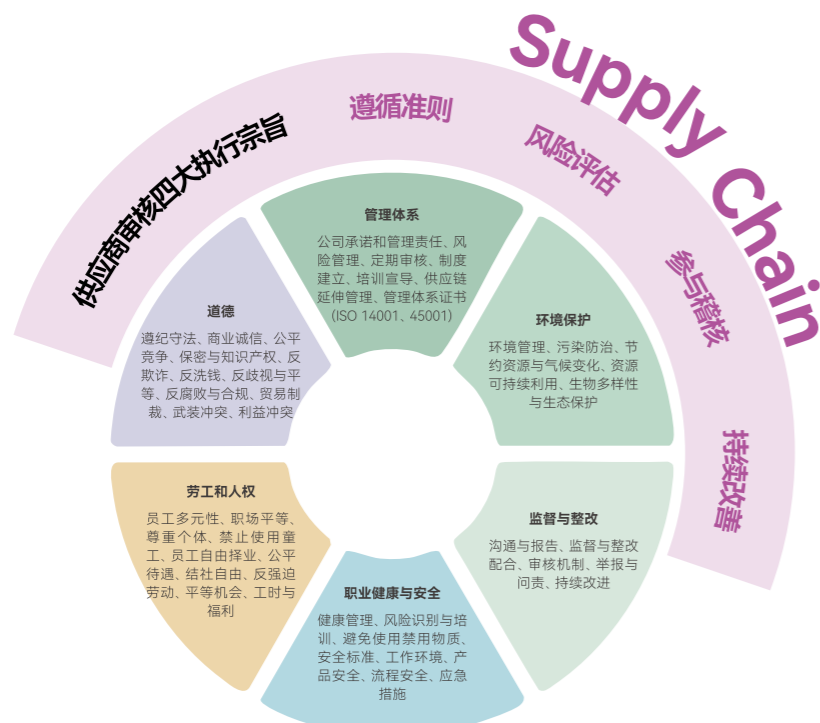 Supply Chain
供应商审核四大执行宗旨
遵循准则
风险评估
参与稽核
持续改善
管理体系
公司承诺和管理责任、风
险管理、定期审核、制度
建立、培训宣导、供应链
延伸管理、管理体系证书
（ISO 14001、45001）
环境保护
环境管理、污染防治、节
约资源与气候变化、资源
可持续利用、生物多样性
与生态保护
监督与整改
沟通与报告、监督与整改
配合、审核机制、举报与
问责、持续改进
职业健康与安全
健康管理、风险识别与培
训、避免使用禁用物质、
安全标准、工作环境、产
品安全、流程安全、应急
措施
劳工和人权
员工多元性、职场平等、
尊重个体、禁止使用童
工、员工自由择业、公平
待遇、结社自由、反强迫
劳动、平等机会、工时与
福利
道德
遵纪守法、商业诚信、公平
竞争、保密与知识产权、反
欺诈、反洗钱、反歧视与平
等、反腐败与合规、贸易制
裁、武装冲突、利益冲突